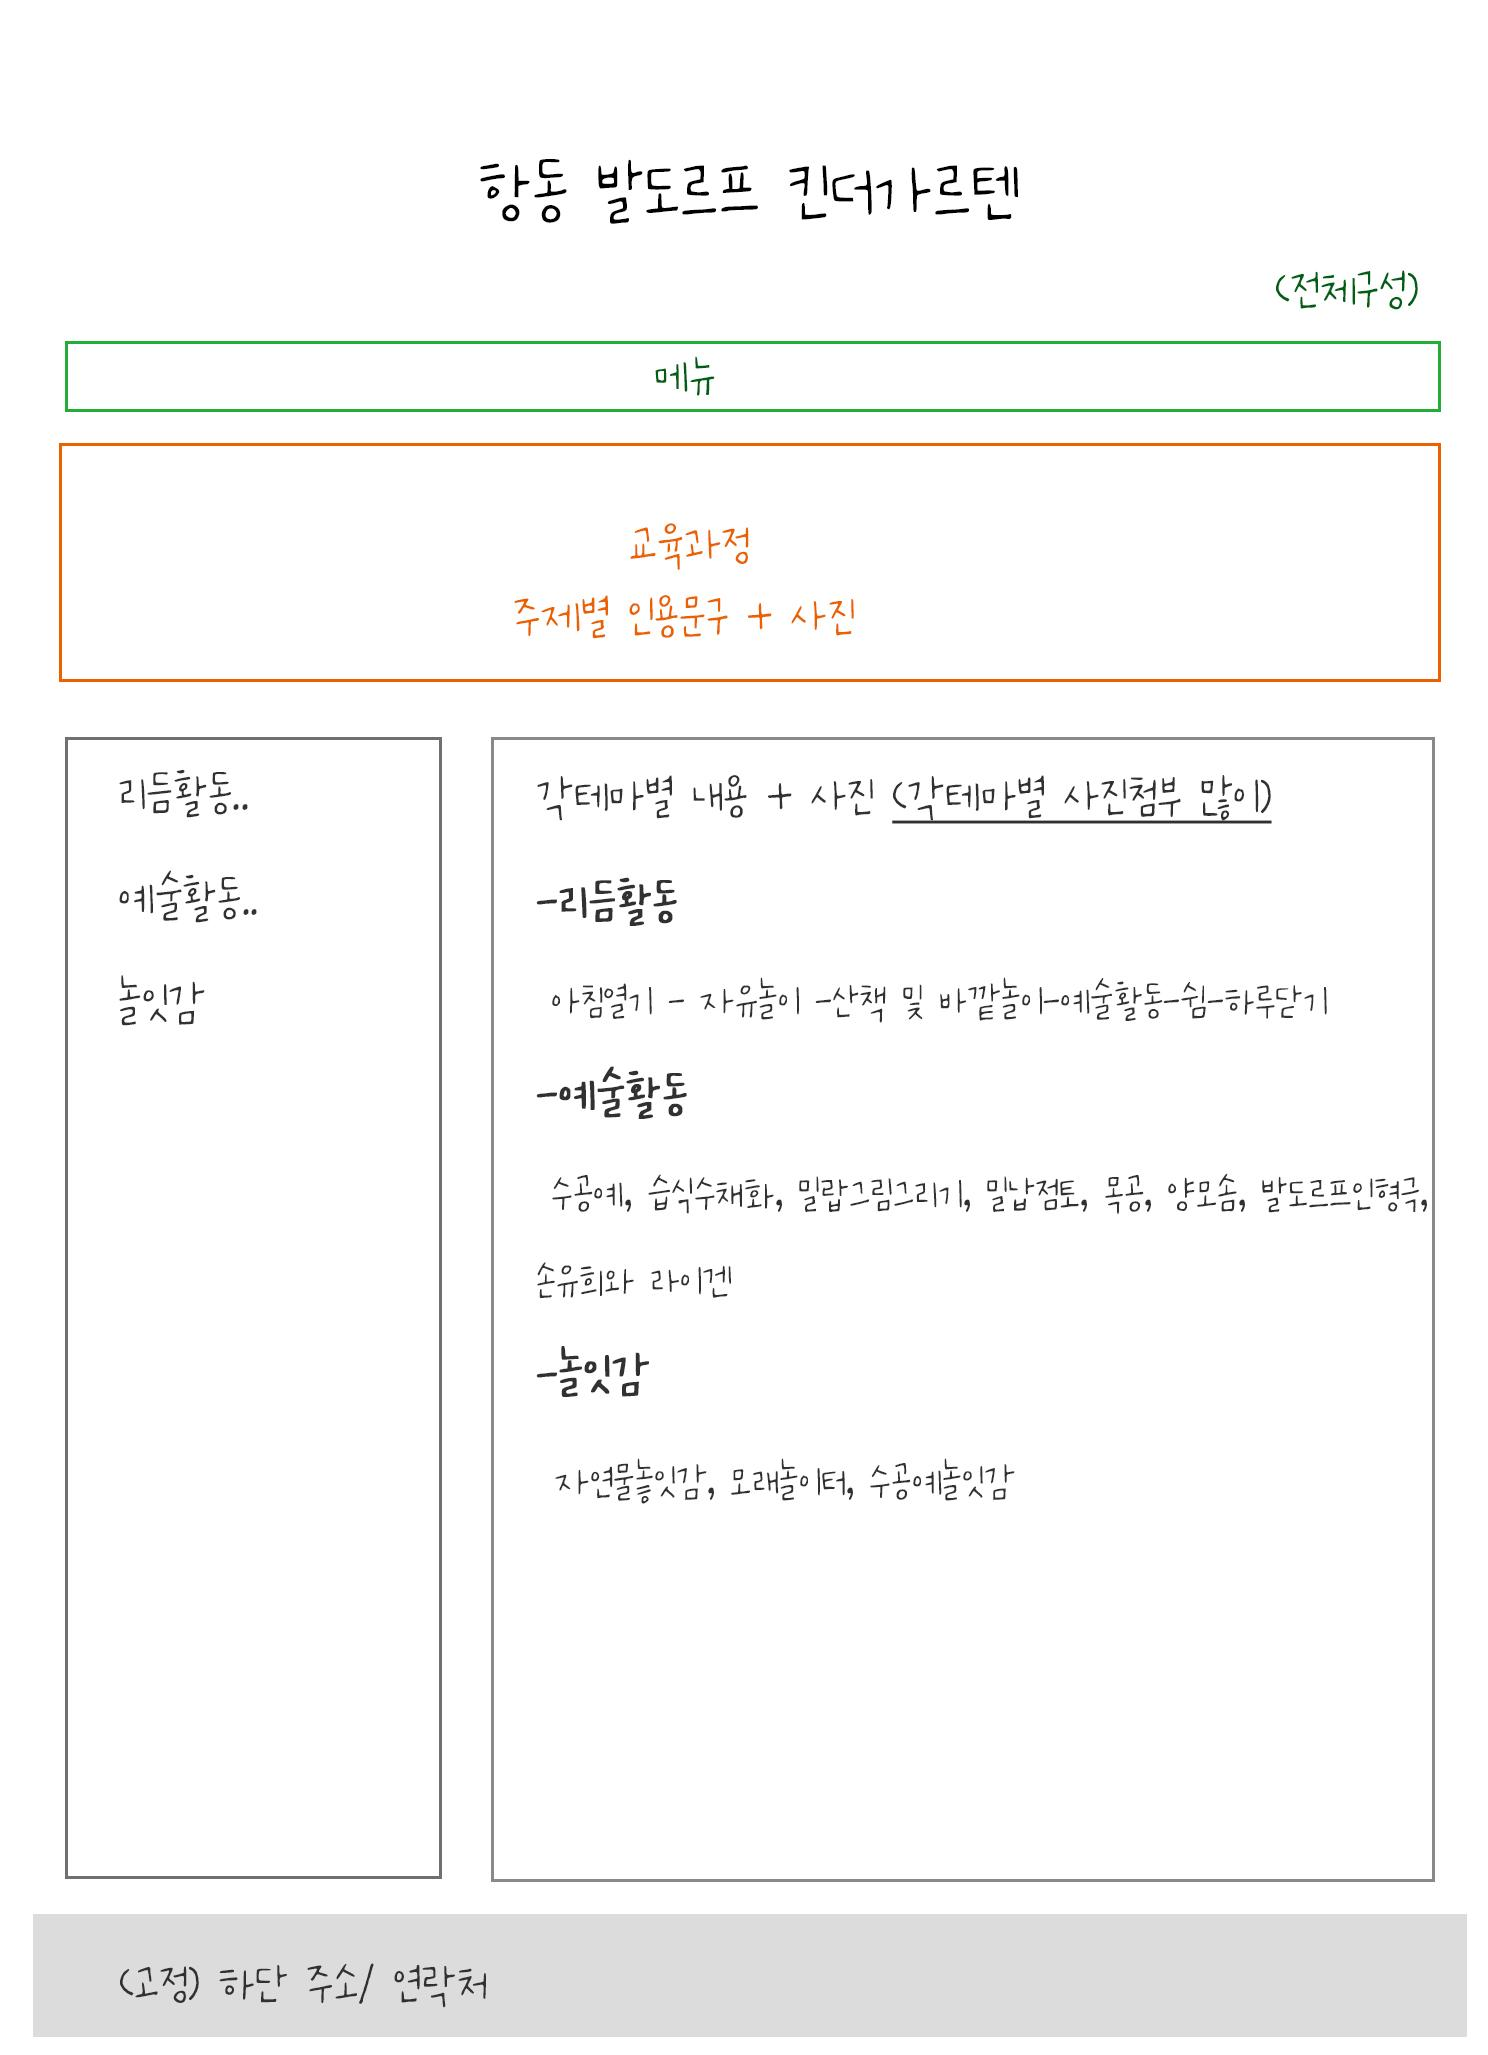 항동 발도르프 킨더가르텐
(전체구성)
메뉴
교육과정
주제별 인용문구 + 사진
리듬활동..
예술활동..
놀잇감
각테마별 내용 + 사진 (각테마별 사진첨부 많이)
-리듬활동
아침열기 - 자유놀이 -산책 및 바깥놀이-예술활동-쉼-하루닫기
-예술활동
수공예, 습식수채화, 밀랍그림그리기, 밀납점토, 목공, 양모솜, 발도르프인형극,
손유희와 라이겐
-놀잇감
자연물놓잇감, 모래놀이터, 수공예놀잇감
(고정) 하단 주소/ 연락처